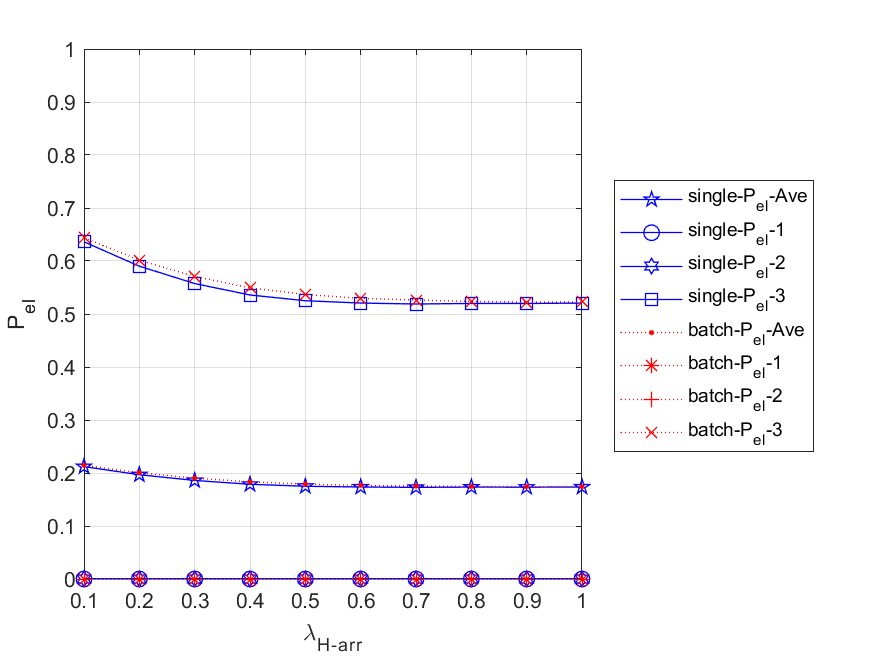 1
0.9
0.8
0.7
0.6
0.5
0.4
0.3
0.2
0.1
0
P_el
0.1 0.2 0.3 0.4 0.5 0.6 0.7 0.8 0.9 1
λ_H-arr
single-P_el-Ave
single-P_el-1
single-P_el-2
single-P_el-3
batch-P_el-Ave
batch-P_el-1
batch-P_el-2
batch-P_el-3